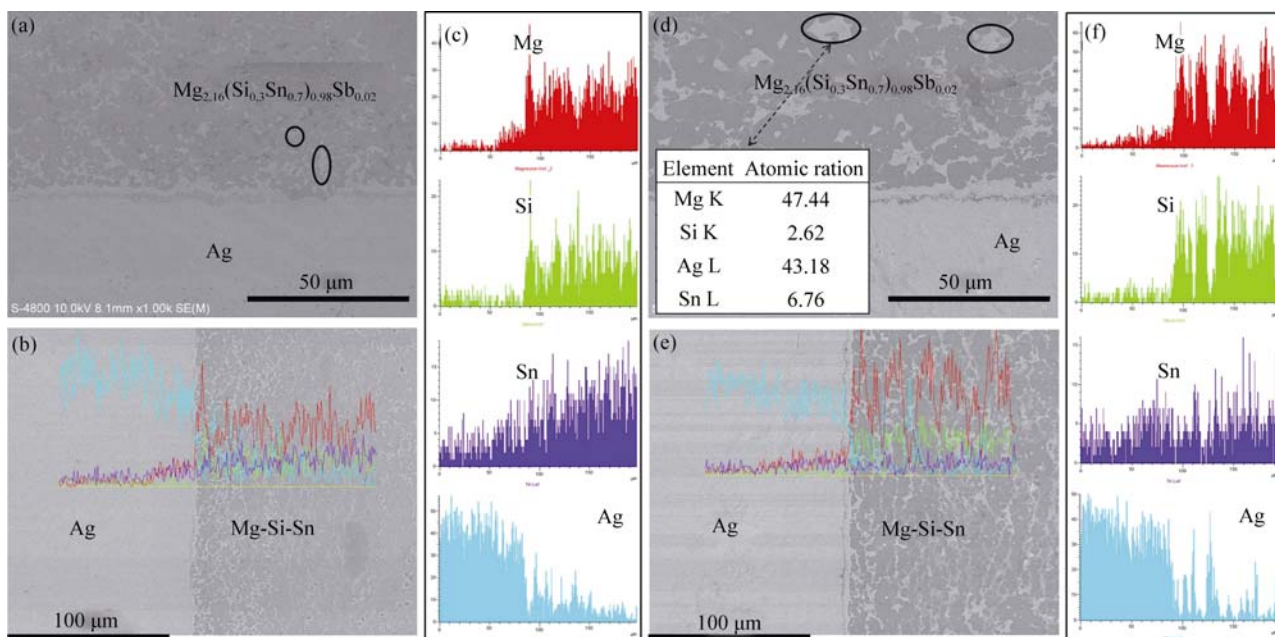 (a)
Mg2.16(Si0.3Sn0.7)0.98Sb0.02
Ag
50 μm
S-4800 10.0kV 8.1mm x1.00k SE(M)
(b)
Ag
Mg-Si-Sn
100 μm
(c)
Mg
Si
Sn
Ag
(d)
Mg2.16(Si0.3Sn0.7)0.98Sb0.02
Element Atomic ration
Mg K 47.44
Si K 2.62
Ag L 43.18
Sn L 6.76
Ag
50 μm
(e)
Ag
Mg-Si-Sn
100 μm
(f)
Mg
Si
Sn
Ag